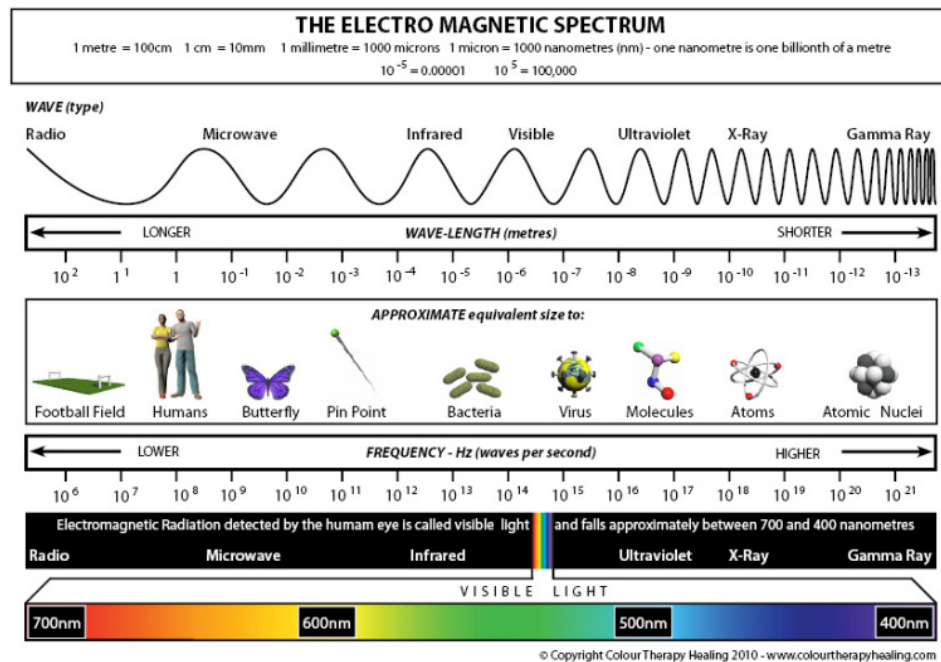 THE ELECTRO MAGNETIC SPECTRUM
1 metre = 100cm 1 cm = 10mm 1 millimetre = 1000 microns 1 micron = 1000 nanometres (nm) - one nanometre is one billionth of a metre
10⁻⁵ = 0.00001 10⁵ = 100,000
WAVE (type)
Radio Microwave Infrared Visible Ultraviolet X-Ray Gamma Ray
LONGER WAVE-LENGTH (metres) SHORTER
10² 1¹ 1 10⁻¹ 10⁻² 10⁻³ 10⁻⁴ 10⁻⁵ 10⁻⁶ 10⁻⁷ 10⁻⁸ 10⁻⁹ 10⁻¹⁰ 10⁻¹¹ 10⁻¹² 10⁻¹³
APPROXIMATE equivalent size to:
Football Field Humans Butterfly Pin Point Bacteria Virus Molecules Atoms Atomic Nuclei
LOWER FREQUENCY - Hz (waves per second) HIGHER
10⁶ 10⁷ 10⁸ 10⁹ 10¹⁰ 10¹¹ 10¹² 10¹³ 10¹⁴ 10¹⁵ 10¹⁶ 10¹⁷ 10¹⁸ 10¹⁹ 10²⁰ 10²¹
Electromagnetic Radiation detected by the humam eye is called visible light and falls approximately between 700 and 400 nanometres
Radio Microwave Infrared Ultraviolet X-Ray Gamma Ray
VISIBLE LIGHT
700nm 600nm 500nm 400nm
© Copyright Colour Therapy Healing 2010 - www.colourtherapyhealing.com